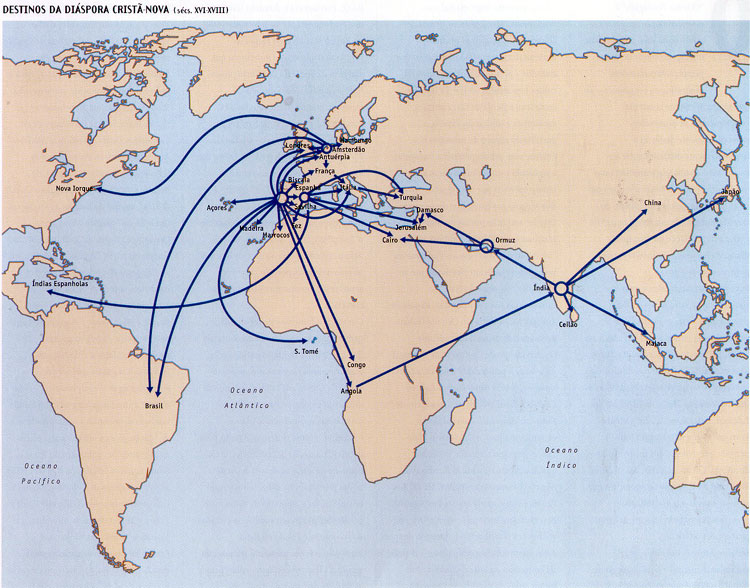 DESTINOS DA DIÁSPORA CRISTÃ-NOVA (sécs. XVI-XVIII)
Hamburgo
Londres
Amsterdão
Antuérpia
França
Biscaia
Nova Iorque
Espanha
Itália
Japão
Turquia
China
Açores
Sevilha
Damasco
Madeira
Fez
Jerusalém
Marrocos
Cairo
Ormuz
Índias Espanholas
Índia
Ceilão
Malaca
S. Tomé
Congo
Angola
Brasil
Oceano
Atlântico
Oceano
Índico
Oceano
Pacífico